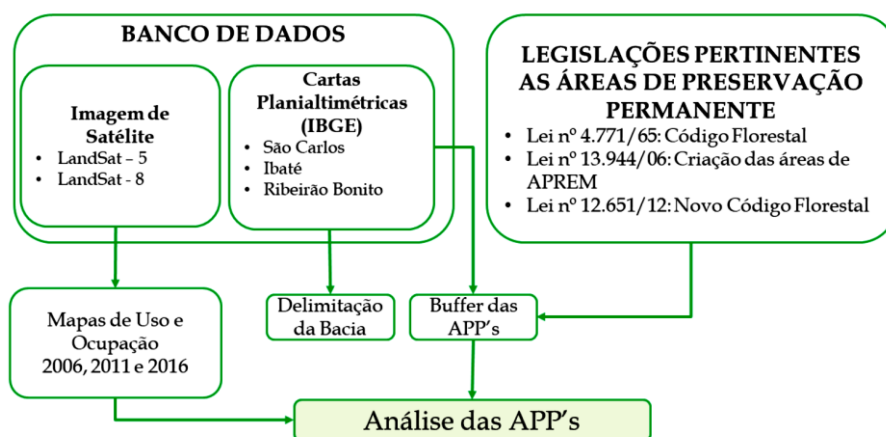 BANCO DE DADOS
Imagem de
Satélite
• LandSat – 5
• LandSat - 8
Cartas
Planialtimétricas
(IBGE)
• São Carlos
• Ibaté
• Ribeirão Bonito
LEGISLAÇÕES PERTINENTES
AS ÁREAS DE PRESERVAÇÃO
PERMANENTE
• Lei nº 4.771/65: Código Florestal
• Lei nº 13.944/06: Criação das áreas de
APREM
• Lei nº 12.651/12: Novo Código Florestal
Mapas de Uso e
Ocupação
2006, 2011 e 2016
Delimitação
da Bacia
Buffer das
APP's
Análise das APP's